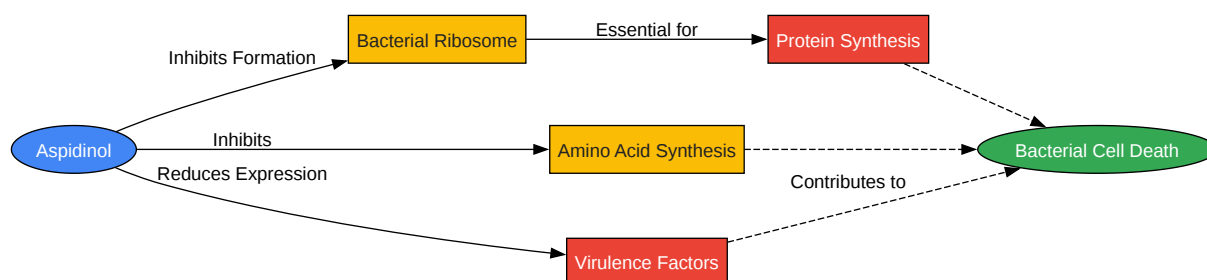 Bacterial Ribosome
Essential for
Protein Synthesis
Inhibits Formation
Aspidinol
Inhibits
Amino Acid Synthesis
Bacterial Cell Death
Reduces Expression
Contributes to
Virulence Factors